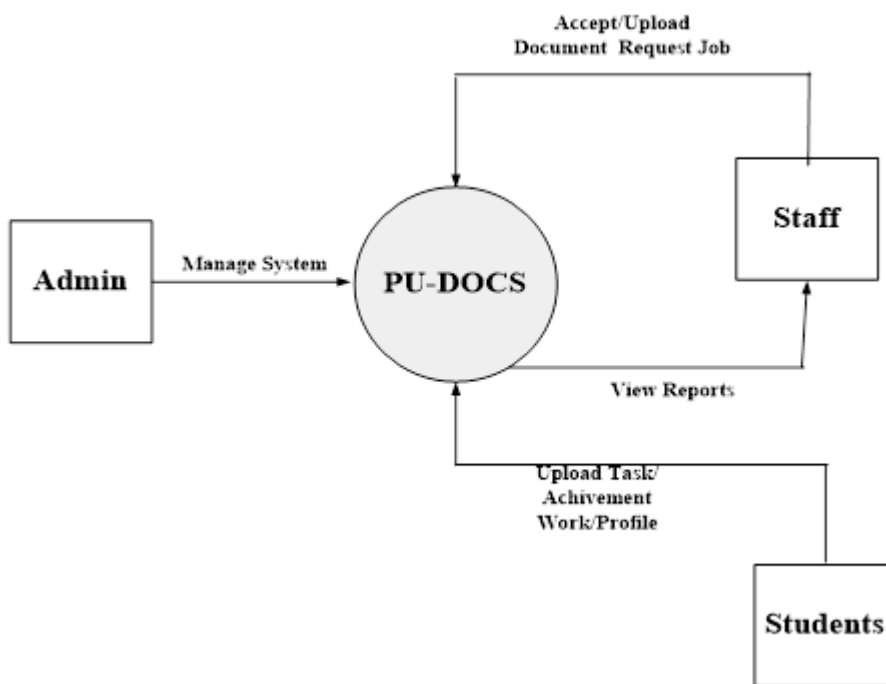 Accept/Upload
Document Request Job
Staff
Admin
Manage System
PU-DOCS
View Reports
Upload Task/
Achivement
Work/Profile
Students